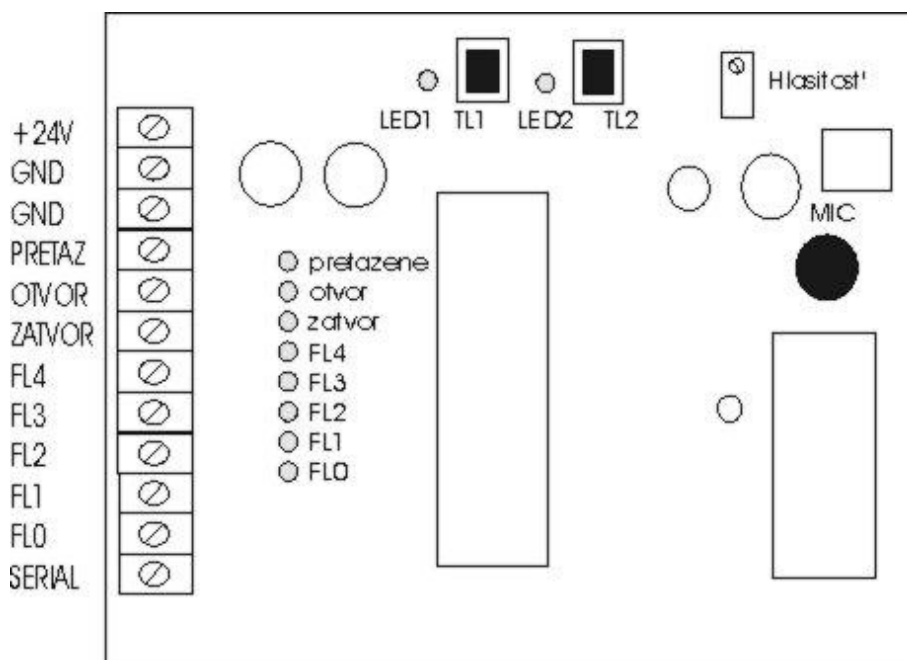 Hlasitost'
LED1 TL1 LED2 TL2
+24V
GND
GND
MIC
PRETAZ
OTVOR
ZATVOR
FL4
FL3
FL2
FL1
FL0
SERIAL
pretazene
otvor
zatvor
FL4
FL3
FL2
FL1
FL0